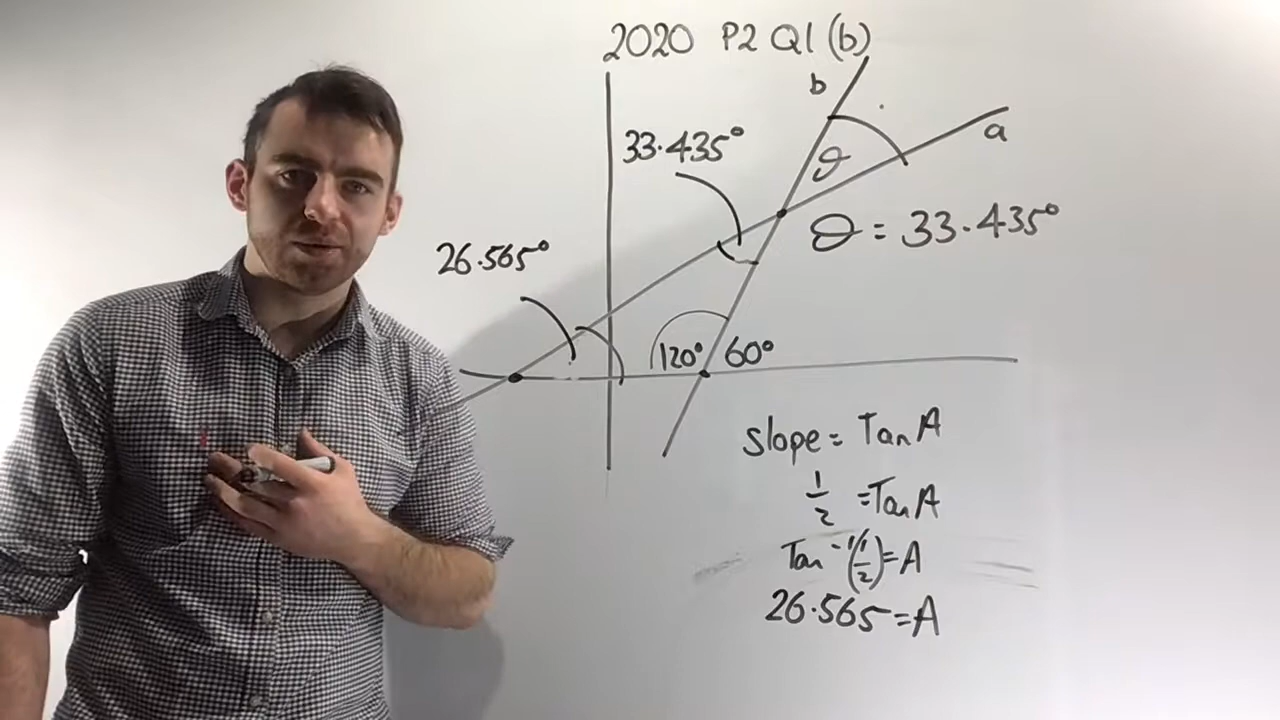 2020 P2 Q1 (b)
b
a
33.435°
θ
θ = 33.435°
26.565°
120° 60°
Slope = Tan A
1/2 = Tan A
Tan⁻¹(1/2) = A
26.565 = A